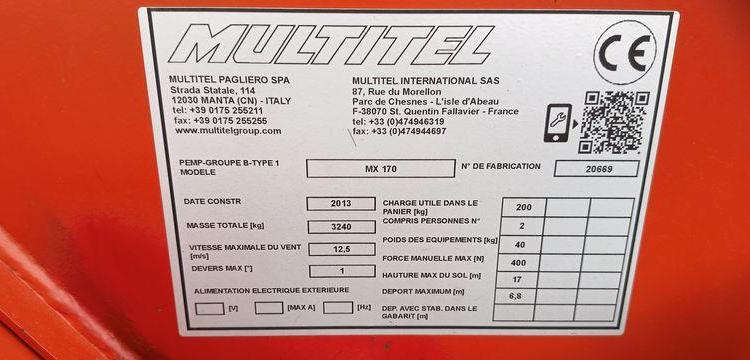 MULTITEL
CE
MULTITEL PAGLIERO SPA
Strada Statale, 114
12030 MANTA (CN) - ITALY
tel: +39 0175 255211
fax: +39 0175 255255
www.multitelgroup.com
MULTITEL INTERNATIONAL SAS
87, Rue du Morellon
Parc de Chesnes - L'isle d'Abeau
F-38070 St. Quentin Fallavier - France
tel: +33 (0)474946319
fax: +33 (0)474944697
PEMP-GROUPE B-TYPE 1
MODELE
MX 170
N° DE FABRICATION
20669
DATE CONSTR
2013
MASSE TOTALE [kg]
3240
VITESSE MAXIMALE DU VENT
[m/s]
12,5
DEVERS MAX [°]
1
ALIMENTATION ELECTRIQUE EXTERIEURE
[V]
[MAX A]
[Hz]
CHARGE UTILE DANS LE
PANIER [kg]
200
COMPRIS PERSONNES N°
2
POIDS DES EQUIPEMENTS [kg]
40
FORCE MANUELLE MAX [N]
400
HAUTURE MAX DU SOL [m]
17
DEPORT MAXIMUM [m]
6,8
DEP. AVEC STAB. DANS LE
GABARIT [m]